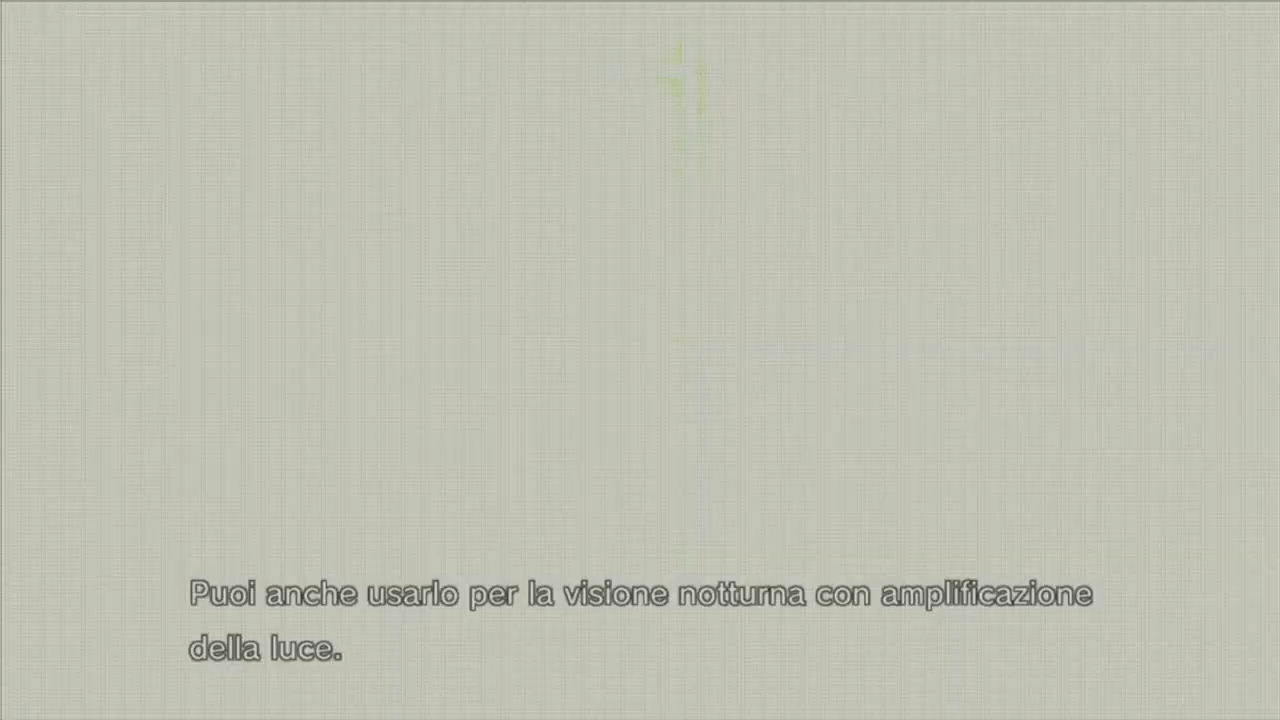 Puoi anche usarlo per la visione notturna con amplificazione
della luce.